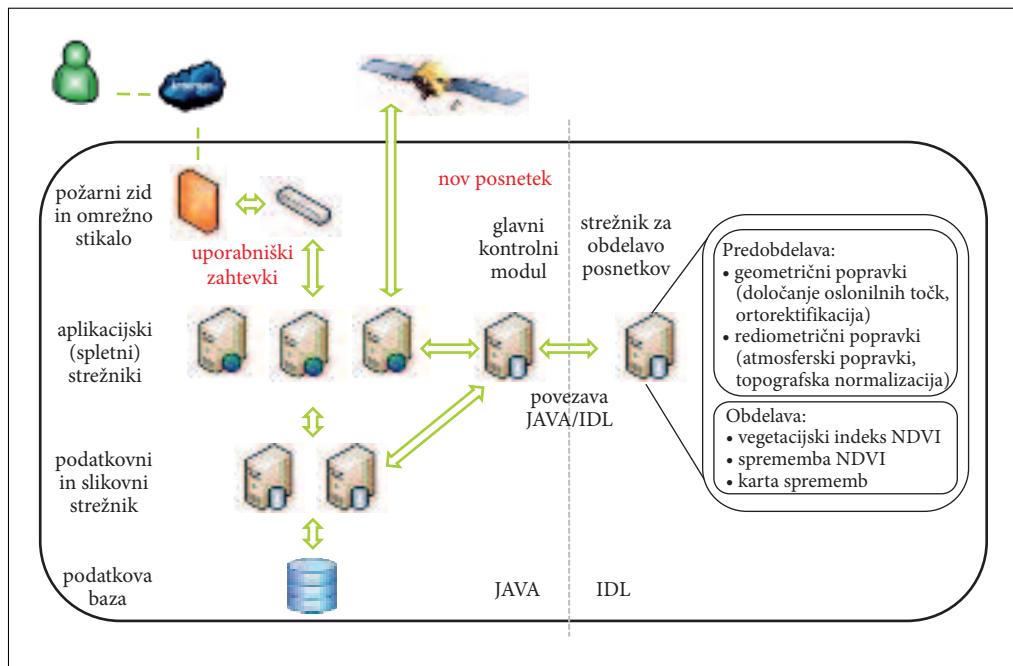 nov posnetek
požarni zid
in omrežno
stikalo
uporabniški
zahtevki
glavni
kontrolni
modul
strežnik za
obdelavo
posnetkov
Predobdelava:
• geometrični popravki
(določanje oslonilnih točk,
ortorektifikacija)
• rediometrični popravki
(atmosferski popravki,
topografska normalizacija)
aplikacijski
(spletni)
strežniki
povezava
JAVA/IDL
Obdelava:
• vegetacijski indeks NDVI
• sprememba NDVI
• karta sprememb
podatkovni
in slikovni
strežnik
podatkova
baza
JAVA
IDL